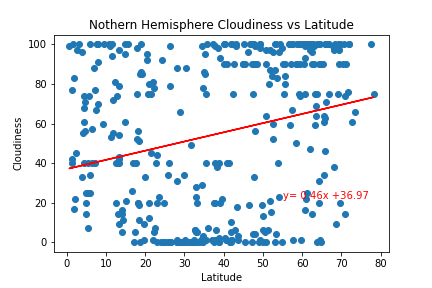 Nothern Hemisphere Cloudiness vs Latitude
100
80
60
40
20
0
Cloudiness
y= 0.46x +36.97
0 10 20 30 40 50 60 70 80
Latitude